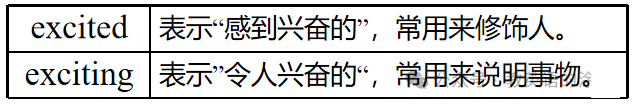 excited 表示“感到兴奋的”，常用来修饰人。
exciting 表示”令人兴奋的“，常用来说明事物。